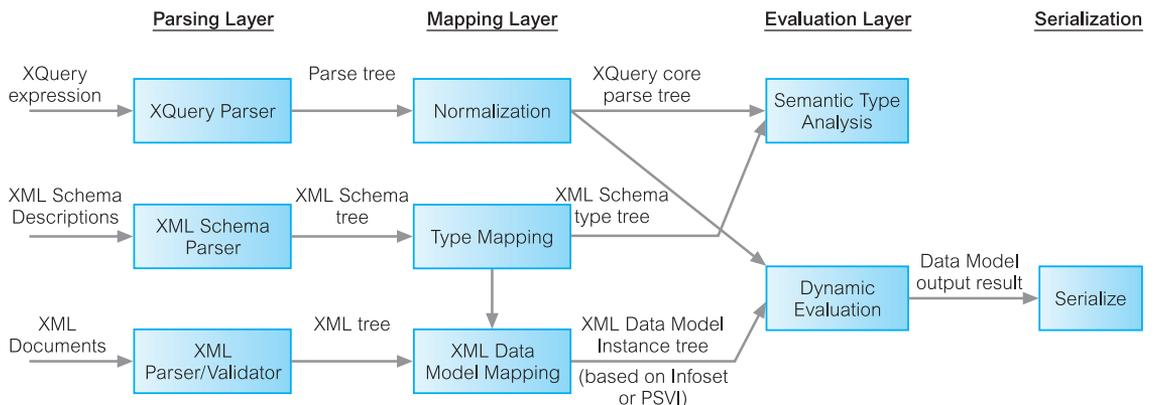 Parsing Layer
Mapping Layer
Evaluation Layer
Serialization
XQuery
expression
XQuery Parser
Parse tree
Normalization
XQuery core
parse tree
Semantic Type
Analysis
XML Schema
Descriptions
XML Schema
Parser
XML Schema
tree
Type Mapping
XML Schema
type tree
Dynamic
Evaluation
Data Model
output result
Serialize
XML
Documents
XML
Parser/Validator
XML tree
XML Data
Model Mapping
XML Data Model
Instance tree
(based on Infoset
or PSVI)